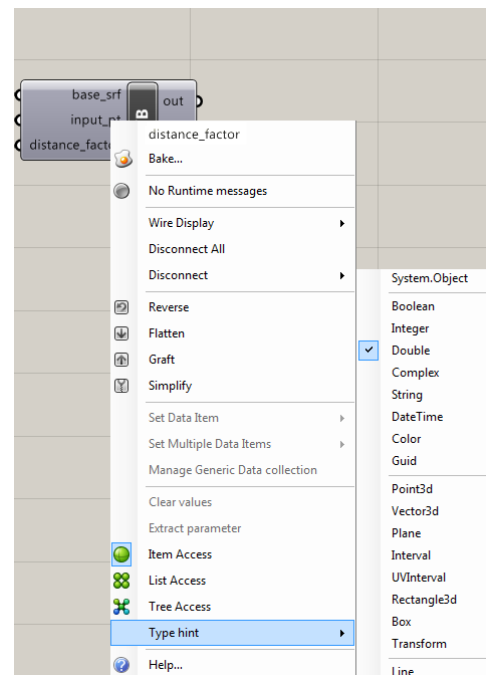 base_srf
input_pt
distance_facto
B
out
distance_factor
Bake...
No Runtime messages
Wire Display
Disconnect All
Disconnect
Reverse
Flatten
Graft
Simplify
Set Data Item
Set Multiple Data Items
Manage Generic Data collection
Clear values
Extract parameter
Item Access
List Access
Tree Access
Type hint
Help...
System.Object
Boolean
Integer
Double
Complex
String
DateTime
Color
Guid
Point3d
Vector3d
Plane
Interval
UVInterval
Rectangle3d
Box
Transform
Line